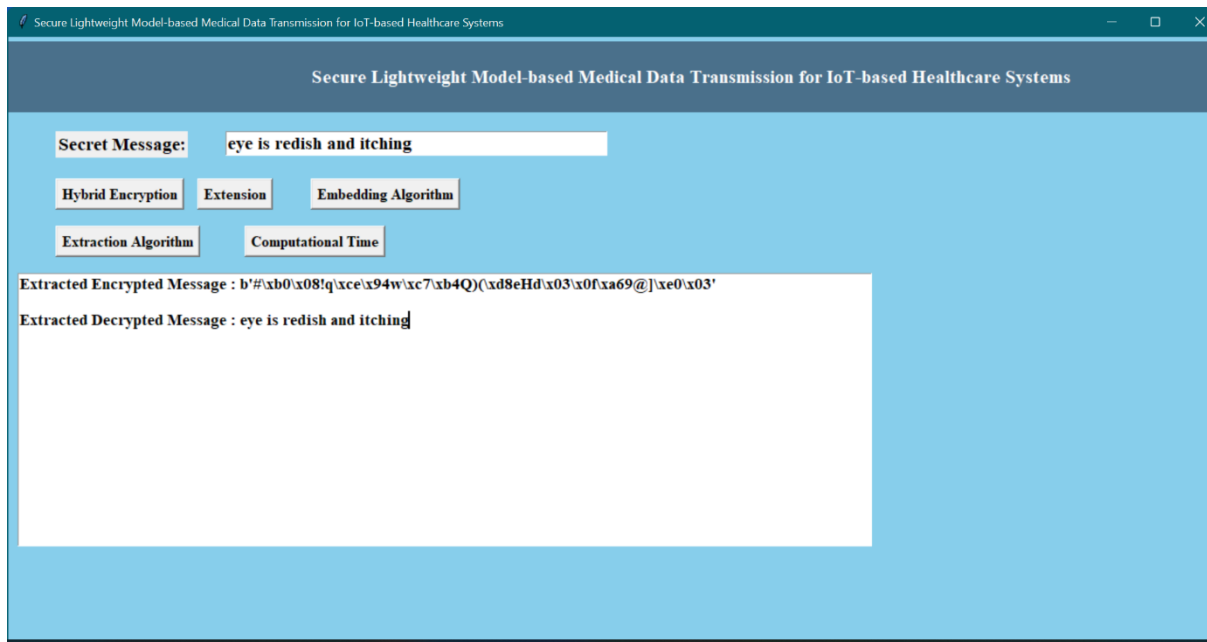 Secure Lightweight Model-based Medical Data Transmission for IoT-based Healthcare Systems
Secure Lightweight Model-based Medical Data Transmission for IoT-based Healthcare Systems
Secret Message: eye is redish and itching
Hybrid Encryption Extension Embedding Algorithm
Extraction Algorithm Computational Time
Extracted Encrypted Message : b'#\xb0\x08!q\xce\x94w\xc7\xb4Q)(\xd8eHd\x03\x0f\xa69@]\xe0\x03'
Extracted Decrypted Message : eye is redish and itching